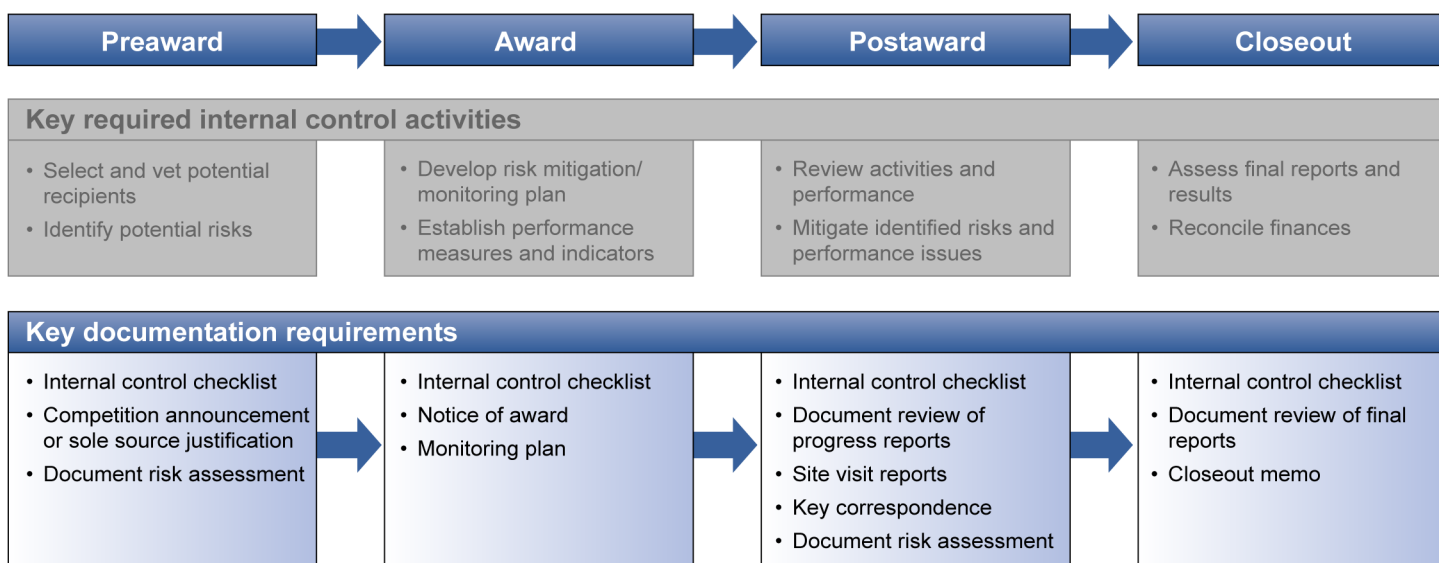 Preaward
Award
Postaward
Closeout
Key required internal control activities
• Select and vet potential
recipients
• Identify potential risks
• Develop risk mitigation/
monitoring plan
• Establish performance
measures and indicators
• Review activities and
performance
• Mitigate identified risks and
performance issues
• Assess final reports and
results
• Reconcile finances
Key documentation requirements
• Internal control checklist
• Competition announcement
or sole source justification
• Document risk assessment
• Internal control checklist
• Notice of award
• Monitoring plan
• Internal control checklist
• Document review of
progress reports
• Site visit reports
• Key correspondence
• Document risk assessment
• Internal control checklist
• Document review of final
reports
• Closeout memo